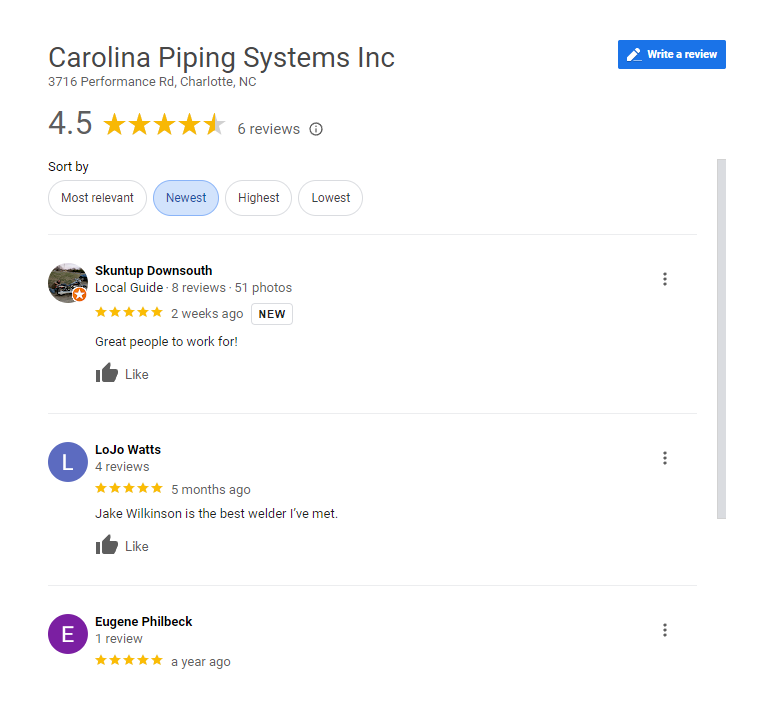 Carolina Piping Systems Inc
Write a review
3716 Performance Rd, Charlotte, NC
4.5 6 reviews
Sort by
Most relevant Newest Highest Lowest
Skuntup Downsouth
Local Guide · 8 reviews · 51 photos
2 weeks ago NEW
Great people to work for!
Like
L
LoJo Watts
4 reviews
5 months ago
Jake Wilkinson is the best welder I’ve met.
Like
E
Eugene Philbeck
1 review
a year ago